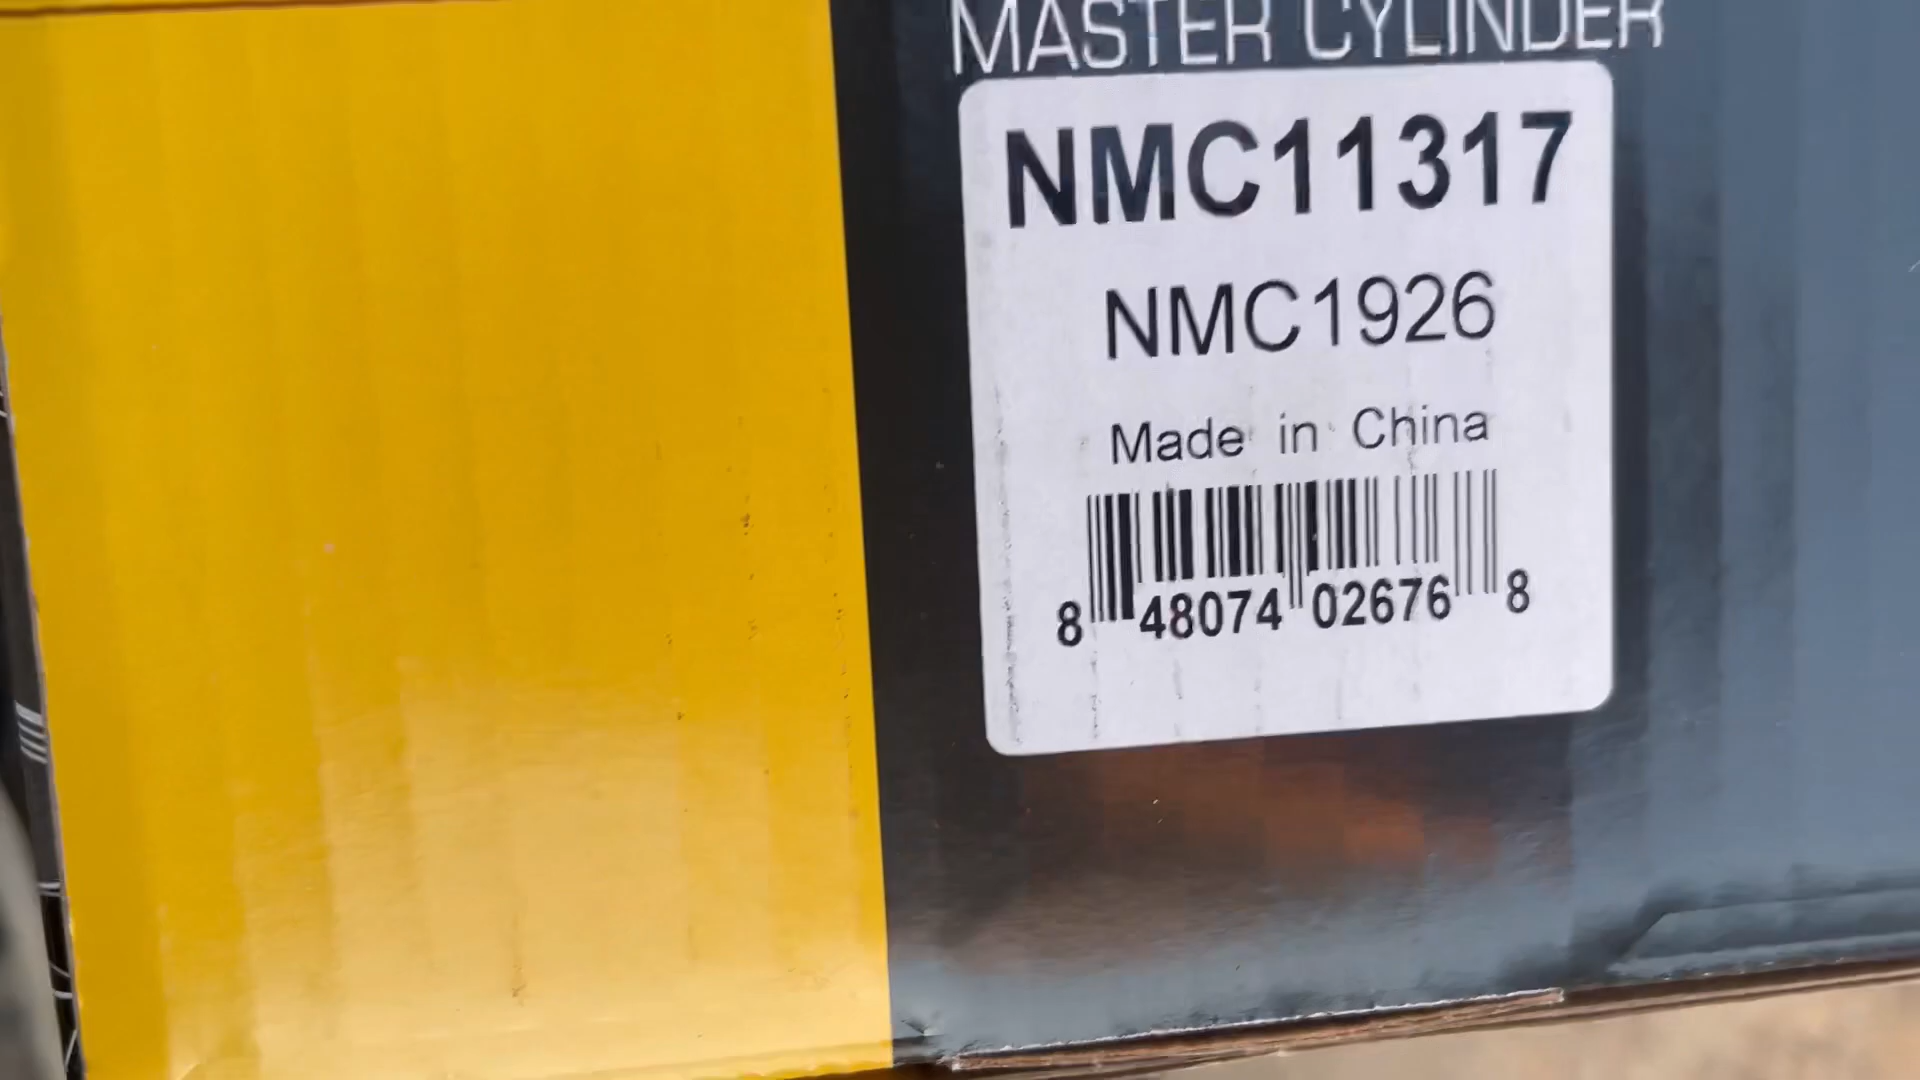 MASTER CYLINDER
NMC11317
NMC1926
Made in China
8 48074 02676 8